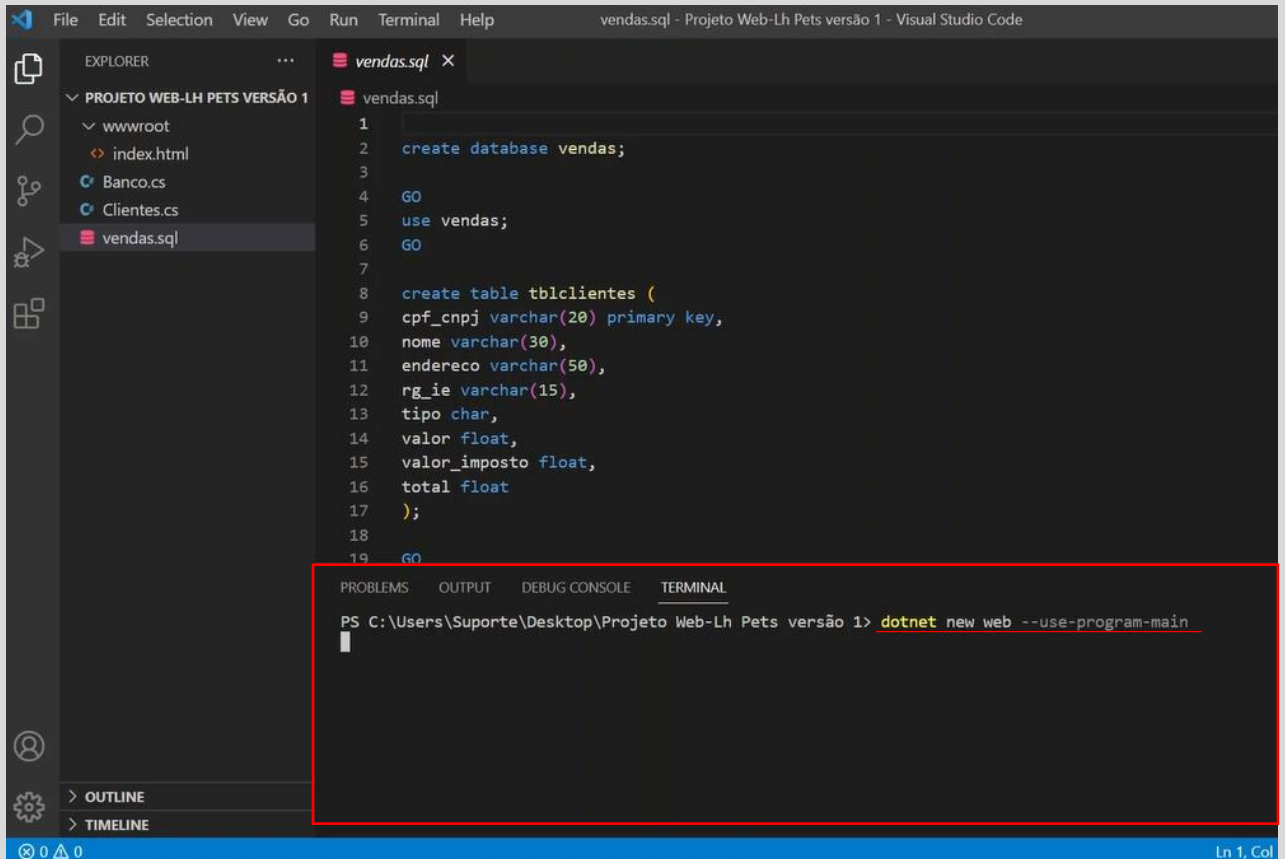 File Edit Selection View Go Run Terminal Help vendas.sql - Projeto Web-Lh Pets versão 1 - Visual Studio Code
EXPLORER ...
PROJETO WEB-LH PETS VERSÃO 1
wwwroot
<> index.html
C# Banco.cs
C# Clientes.cs
vendas.sql
OUTLINE
TIMELINE
vendas.sql
vendas.sql
1
2 create database vendas;
3
4 GO
5 use vendas;
6 GO
7
8 create table tblclientes (
9 cpf_cnpj varchar(20) primary key,
10 nome varchar(30),
11 endereco varchar(50),
12 rg_ie varchar(15),
13 tipo char,
14 valor float,
15 valor_imposto float,
16 total float
17 );
18
19 GO
PROBLEMS OUTPUT DEBUG CONSOLE TERMINAL
PS C:\Users\Suporte\Desktop\Projeto Web-Lh Pets versão 1> dotnet new web --use-program-main
0 0 Ln 1, Col